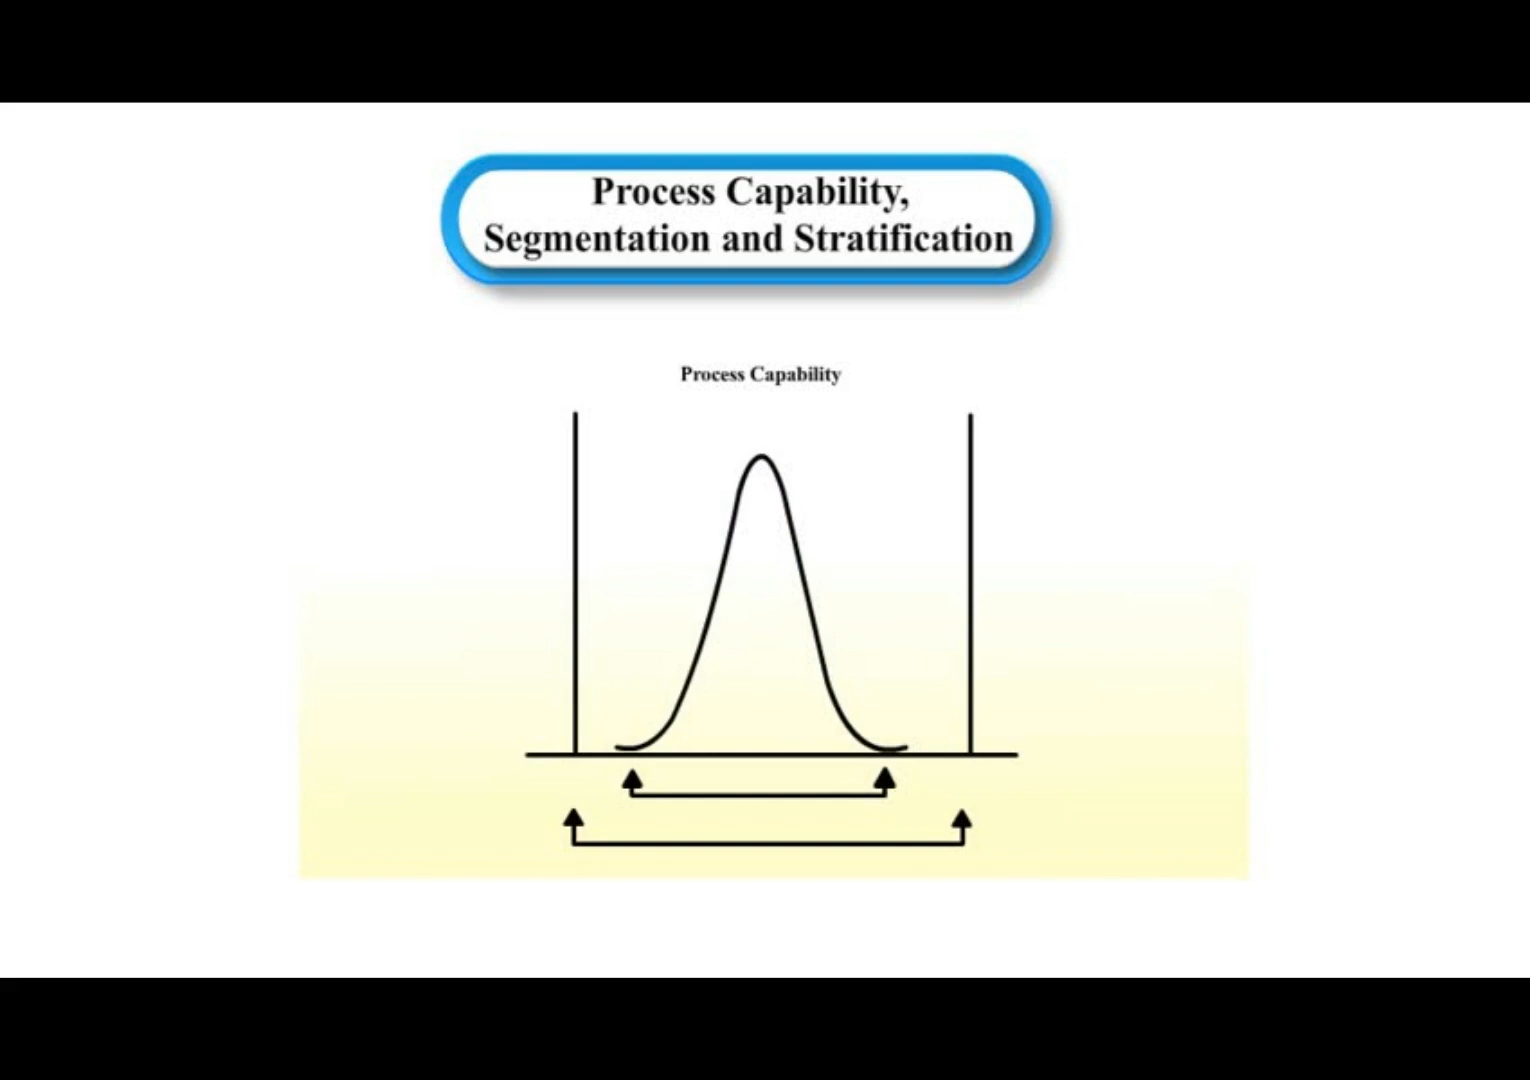 Process Capability,
Segmentation and Stratification
Process Capability